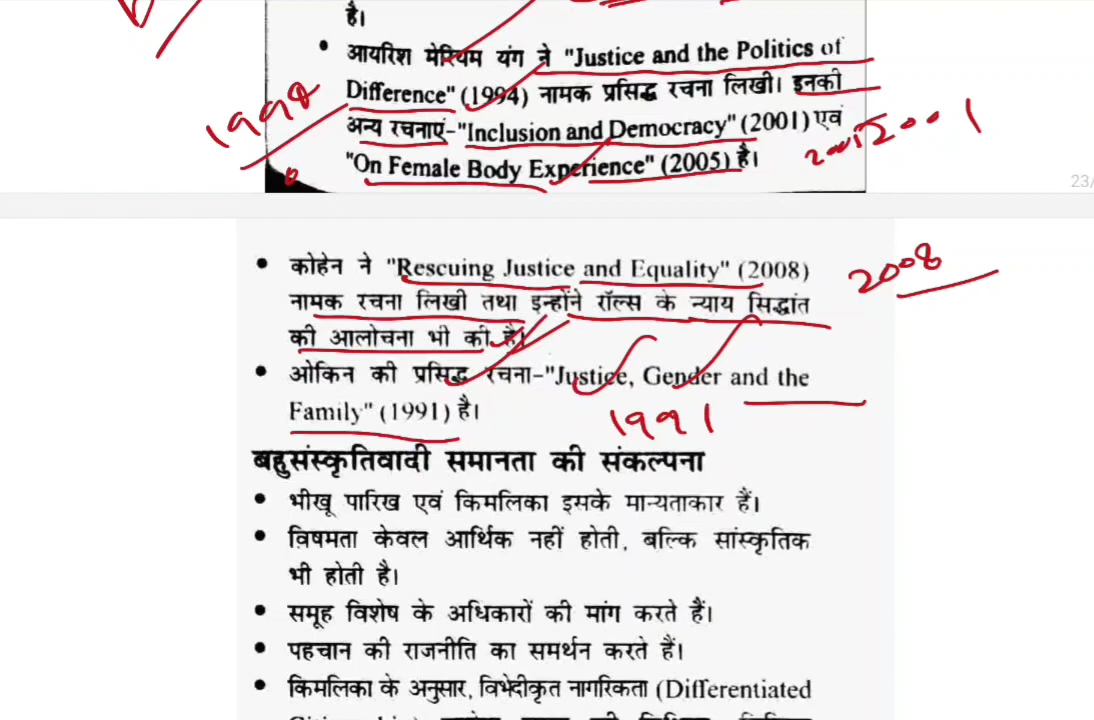 है।
• आयरिश मेरियम यंग ने "Justice and the Politics of
Difference" (1994) नामक प्रसिद्ध रचना लिखी। इनकी
1994
अन्य रचनाएं-"Inclusion and Democracy" (2001) एवं
2001 2001
"On Female Body Experience" (2005) है।
23/
• कोहेन ने "Rescuing Justice and Equality" (2008)
2008
नामक रचना लिखी तथा इन्होंने रॉल्स के न्याय सिद्धांत
की आलोचना भी की है।
• ओकिन की प्रसिद्ध रचना-"Justice, Gender and the
Family" (1991) है।
1991
बहुसंस्कृतिवादी समानता की संकल्पना
• भीखू पारिख एवं किमलिका इसके मान्यताकार हैं।
• विषमता केवल आर्थिक नहीं होती, बल्कि सांस्कृतिक
भी होती है।
• समूह विशेष के अधिकारों की मांग करते हैं।
• पहचान की राजनीति का समर्थन करते हैं।
• किमलिका के अनुसार, विभेदीकृत नागरिकता (Differentiated